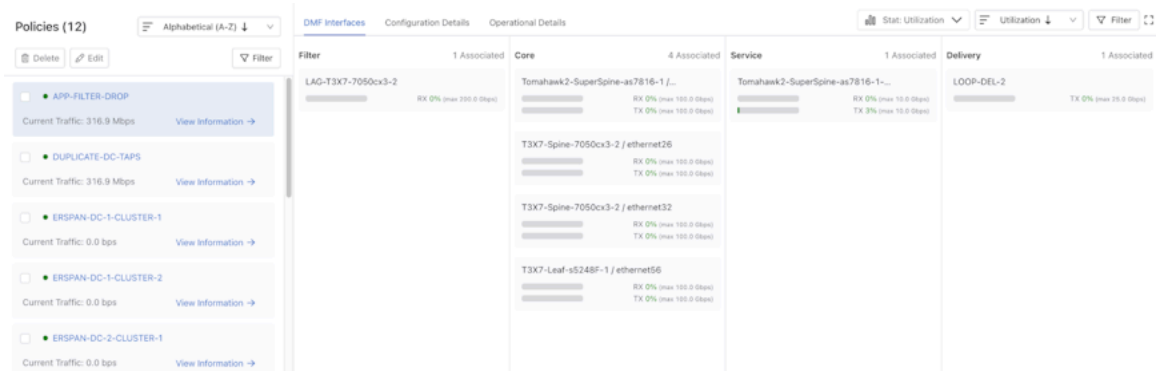 Policies (12)
Alphabetical (A-Z) ↓
Delete
Edit
Filter
APP-FILTER-DROP
Current Traffic: 316.9 Mbps
View Information →
DUPLICATE-DC-TAPS
Current Traffic: 316.9 Mbps
View Information →
ERSPAN-DC-1-CLUSTER-1
Current Traffic: 0.0 bps
View Information →
ERSPAN-DC-1-CLUSTER-2
Current Traffic: 0.0 bps
View Information →
ERSPAN-DC-2-CLUSTER-1
Current Traffic: 0.0 bps
View Information →
DMF Interfaces
Configuration Details
Operational Details
Stat: Utilization
Utilization ↓
Filter
Filter
1 Associated
LAG-T3X7-7050cx3-2
RX 0% (max 200.0 Gbps)
Core
4 Associated
Tomahawk2-SuperSpine-as7816-1 /...
RX 0% (max 100.0 Gbps)
TX 0% (max 100.0 Gbps)
T3X7-Spine-7050cx3-2 / ethernet26
RX 0% (max 100.0 Gbps)
TX 0% (max 100.0 Gbps)
T3X7-Spine-7050cx3-2 / ethernet32
RX 0% (max 100.0 Gbps)
TX 0% (max 100.0 Gbps)
T3X7-Leaf-s5248F-1 / ethernet56
RX 0% (max 100.0 Gbps)
TX 0% (max 100.0 Gbps)
Service
1 Associated
Tomahawk2-SuperSpine-as7816-1-...
RX 0% (max 10.0 Gbps)
TX 3% (max 10.0 Gbps)
Delivery
1 Associated
LOOP-DEL-2
TX 0% (max 25.0 Gbps)